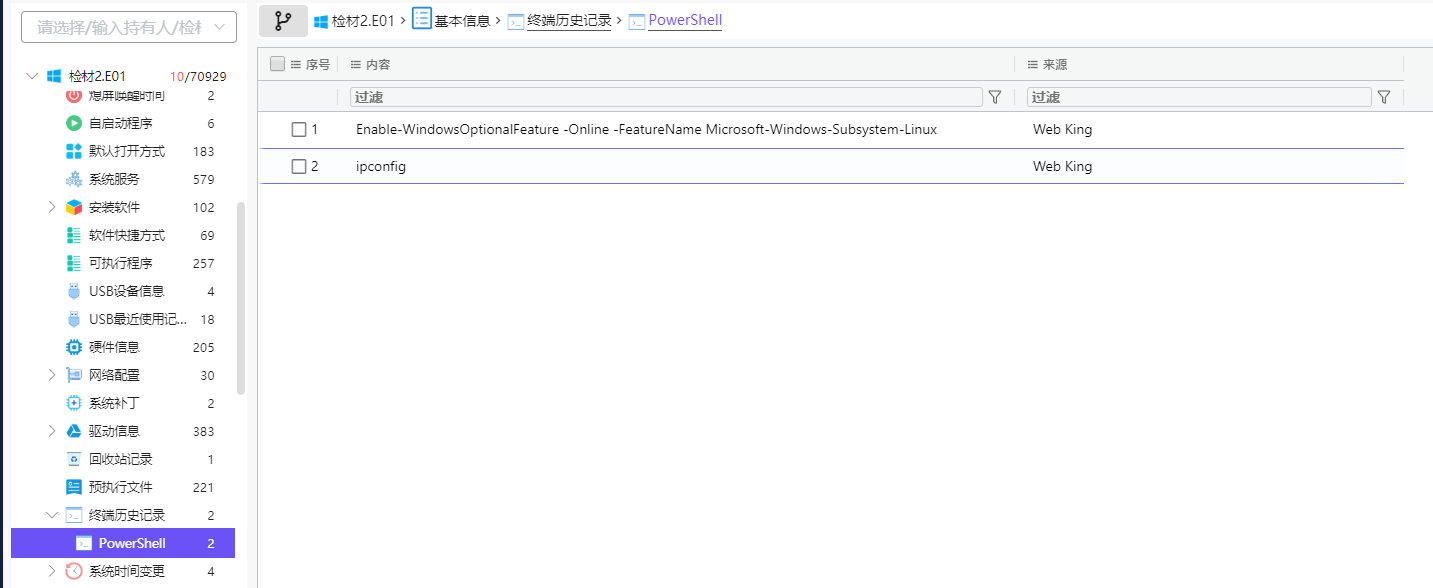 请选择/输入持有人/检材
检材2.E01 10/70929
息屏唤醒时间 2
自启动程序 6
默认打开方式 183
系统服务 579
安装软件 102
软件快捷方式 69
可执行程序 257
USB设备信息 4
USB最近使用记... 18
硬件信息 205
网络配置 30
系统补丁 2
驱动信息 383
回收站记录 1
预执行文件 221
终端历史记录 2
PowerShell 2
系统时间变更 4
检材2.E01 > 基本信息 > 终端历史记录 > PowerShell
序号 内容 来源
过滤 过滤
1 Enable-WindowsOptionalFeature -Online -FeatureName Microsoft-Windows-Subsystem-Linux Web King
2 ipconfig Web King